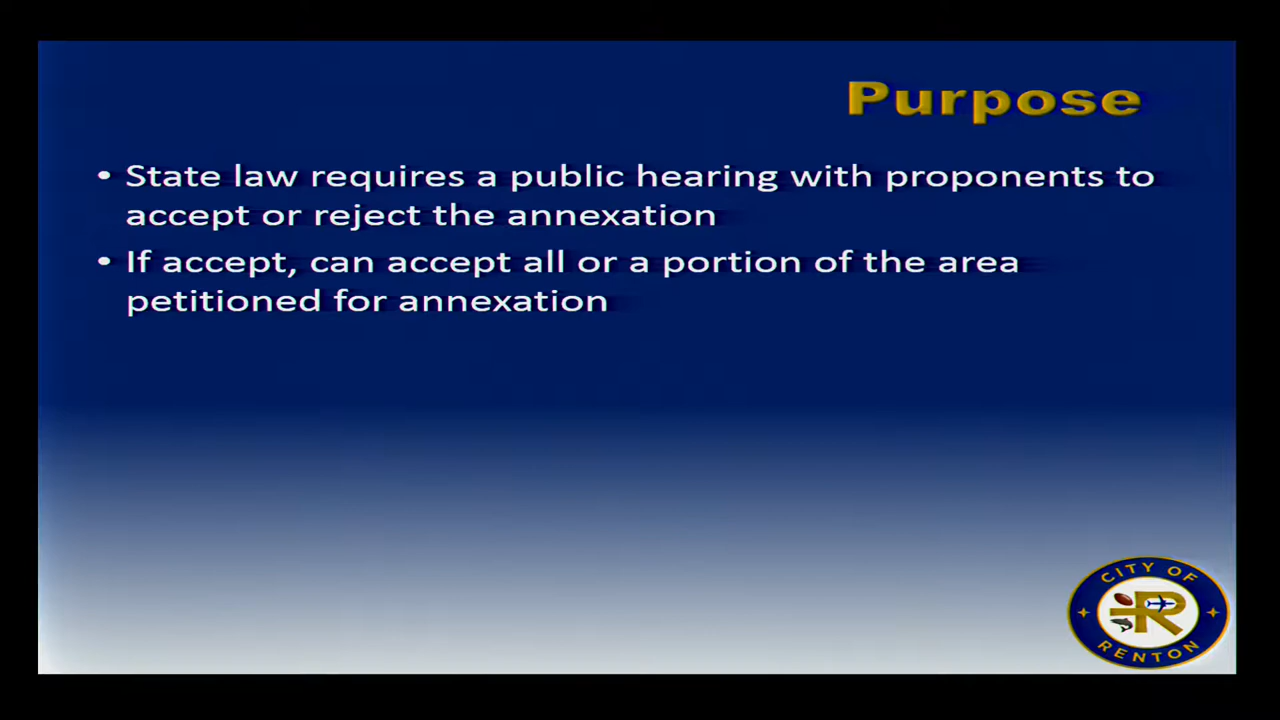 Purpose
• State law requires a public hearing with proponents to
accept or reject the annexation
• If accept, can accept all or a portion of the area
petitioned for annexation
CITY OF
R
RENTON